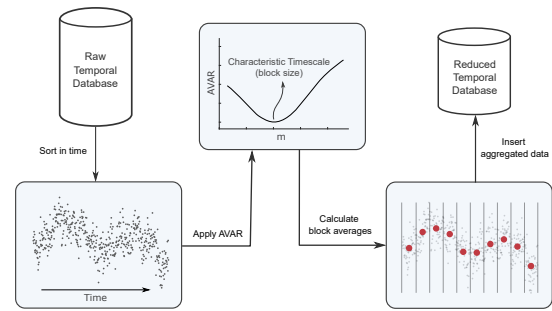 Raw
Temporal
Database
Sort in time
Time
Apply AVAR
AVAR
Characteristic Timescale
(block size)
m
Calculate
block averages
Insert
aggregated data
Reduced
Temporal
Database